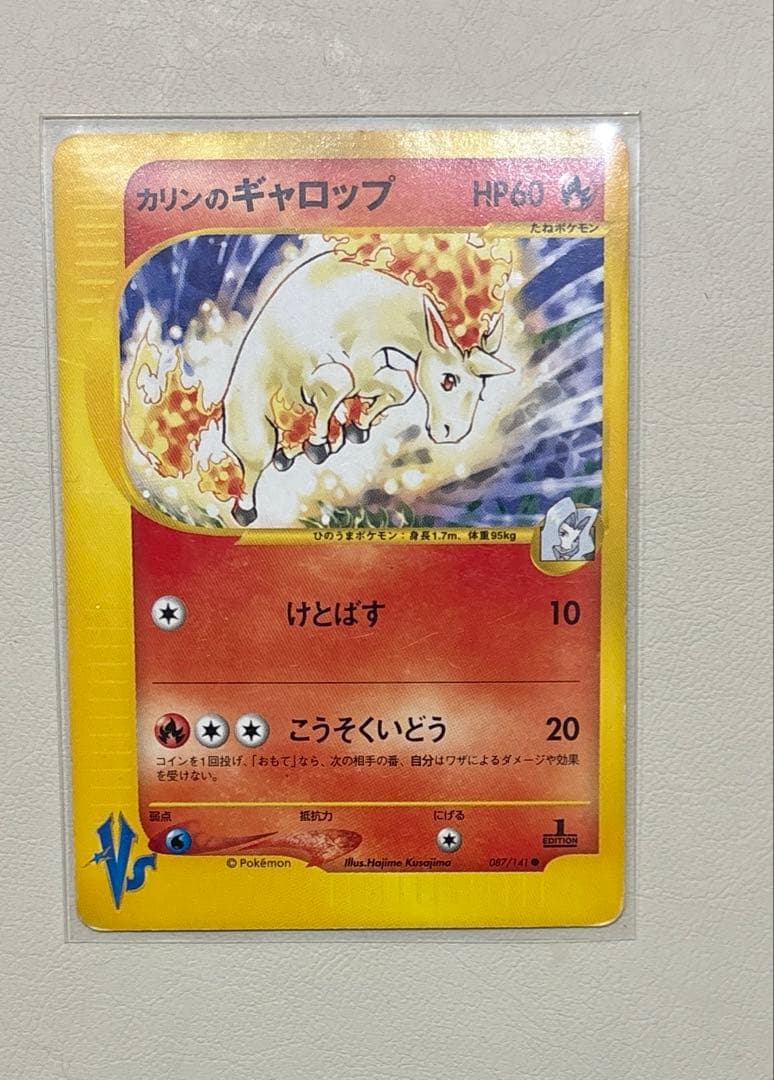 カリンのギャロップ HP60
たねポケモン
ひのうまポケモン：身長1.7m、体重95kg
けとばす 10
こうそくいどう 20
コインを1回投げ、「おもて」なら、次の相手の番、自分はワザによるダメージや効果
を受けない。
弱点 抵抗力 にげる
VS
© Pokémon Illus.Hajime Kusajima 087/141
1
EDITION